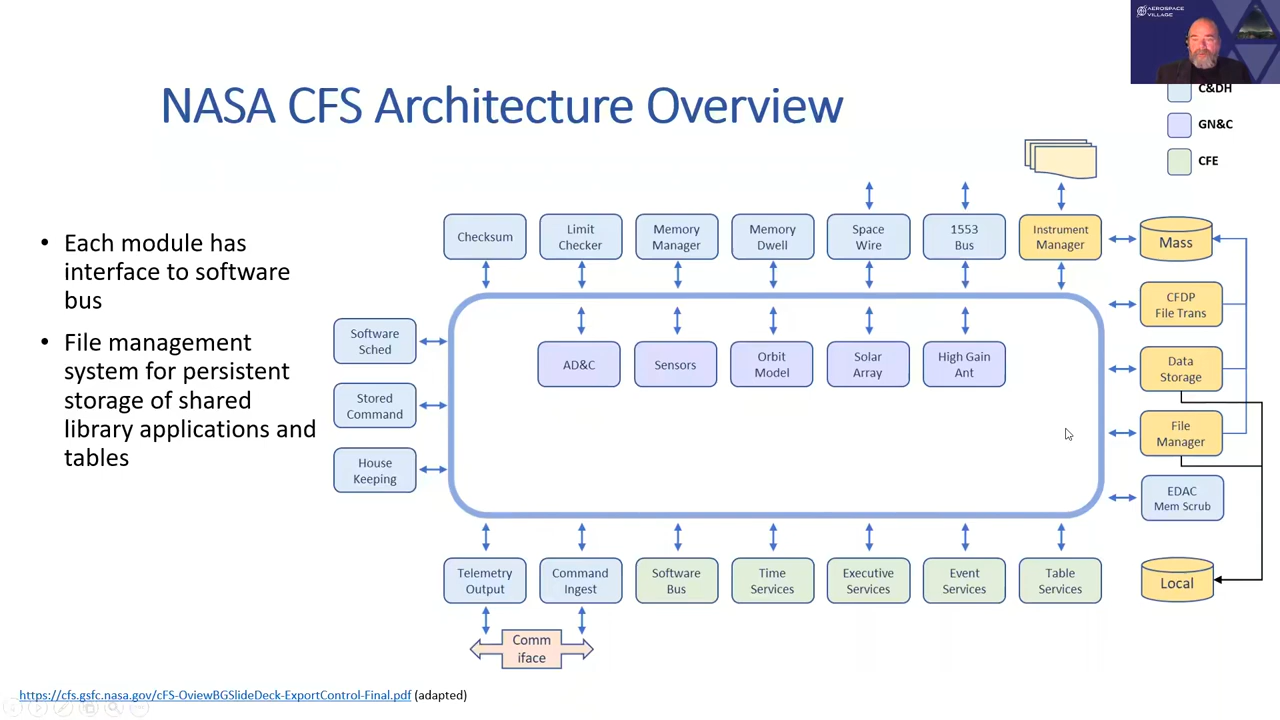 AEROSPACE
VILLAGE
NASA CFS Architecture Overview
C&DH
GN&C
CFE
• Each module has
interface to software
bus
• File management
system for persistent
storage of shared
library applications and
tables
Checksum
Limit
Checker
Memory
Manager
Memory
Dwell
Space
Wire
1553
Bus
Instrument
Manager
Mass
CFDP
File Trans
Software
Sched
AD&C
Sensors
Orbit
Model
Solar
Array
High Gain
Ant
Data
Storage
Stored
Command
File
Manager
House
Keeping
EDAC
Mem Scrub
Telemetry
Output
Command
Ingest
Software
Bus
Time
Services
Executive
Services
Event
Services
Table
Services
Local
Comm
iface
https://cfs.gsfc.nasa.gov/cFS-OviewBGSlideDeck-ExportControl-Final.pdf (adapted)